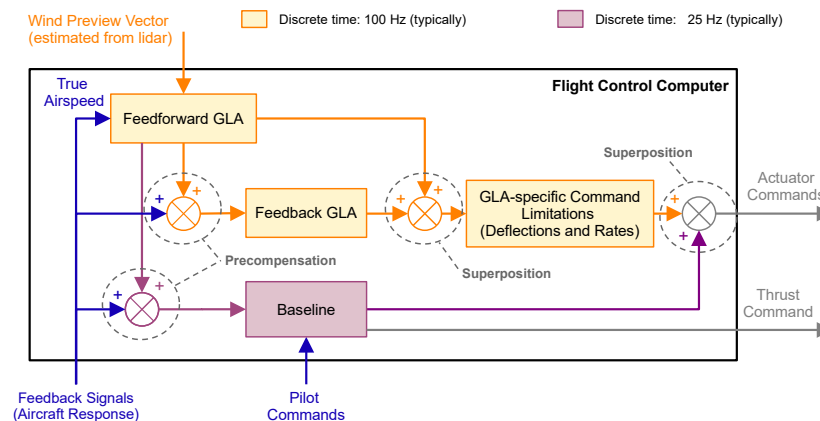 Wind Preview Vector
(estimated from lidar)
Discrete time: 100 Hz (typically)
Discrete time: 25 Hz (typically)
Flight Control Computer
True
Airspeed
Feedforward GLA
+
+
Feedback GLA
+
+
GLA-specific Command
Limitations
(Deflections and Rates)
Superposition
+
+
Actuator
Commands
Precompensation
Superposition
+
+
Baseline
Thrust
Command
Feedback Signals
(Aircraft Response)
Pilot
Commands